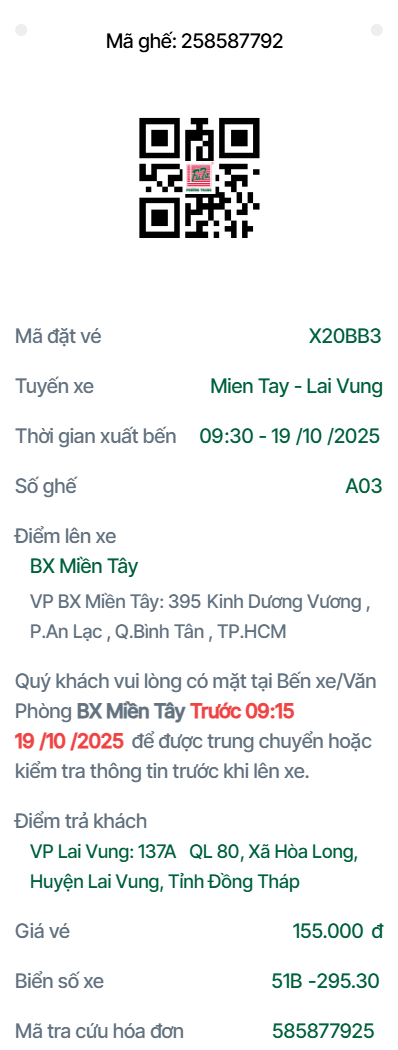 Mã ghế: 258587792
FUTA
PHUONG TRANG
Mã đặt vé X20BB3
Tuyến xe Mien Tay - Lai Vung
Thời gian xuất bến 09:30 - 19 /10 /2025
Số ghế A03
Điểm lên xe
BX Miền Tây
VP BX Miền Tây: 395 Kinh Dương Vương ,
P.An Lạc , Q.Bình Tân , TP.HCM
Quý khách vui lòng có mặt tại Bến xe/Văn
Phòng BX Miền Tây Trước 09:15
19 /10 /2025 để được trung chuyển hoặc
kiểm tra thông tin trước khi lên xe.
Điểm trả khách
VP Lai Vung: 137A QL 80, Xã Hòa Long,
Huyện Lai Vung, Tỉnh Đồng Tháp
Giá vé 155.000 đ
Biển số xe 51B -295.30
Mã tra cứu hóa đơn 585877925